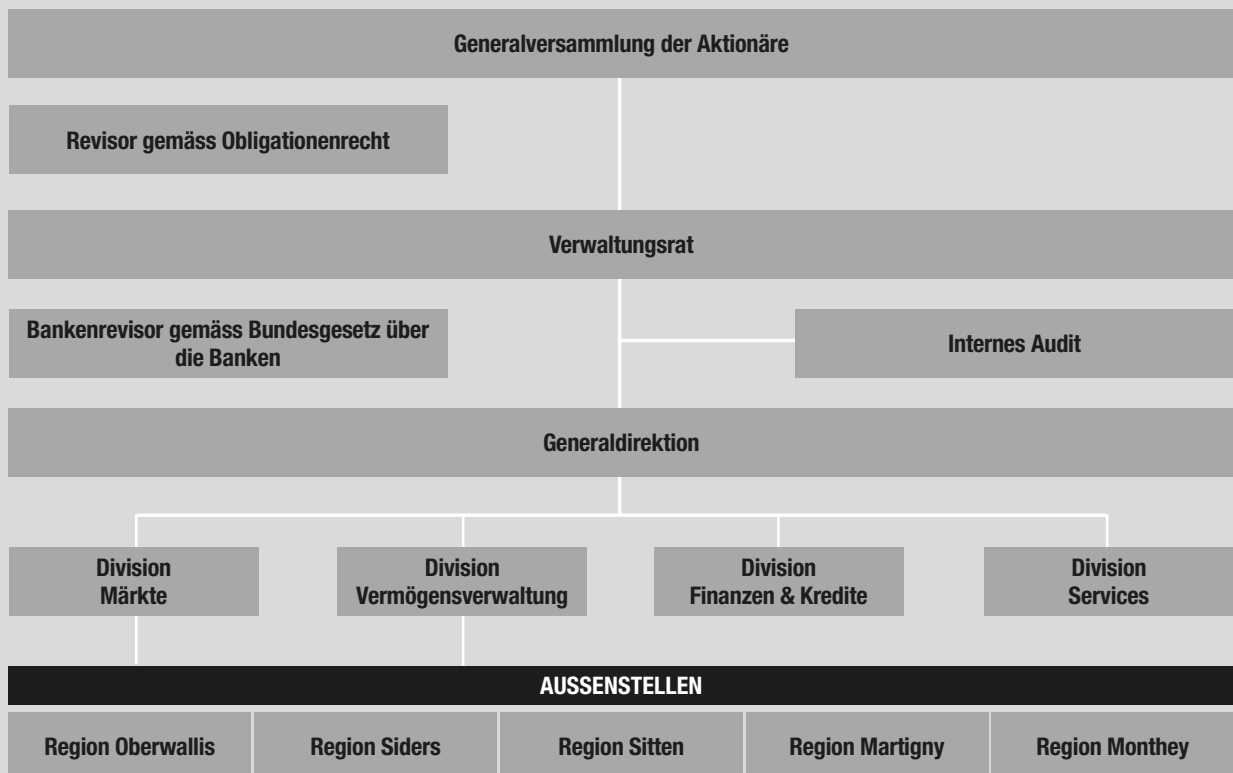 Generalversammlung der Aktionäre
Revisor gemäss Obligationenrecht
Verwaltungsrat
Bankenrevisor gemäss Bundesgesetz über
die Banken
Internes Audit
Generaldirektion
Division
Märkte
Division
Vermögensverwaltung
Division
Finanzen & Kredite
Division
Services
AUSSENSTELLEN
Region Oberwallis
Region Siders
Region Sitten
Region Martigny
Region Monthey